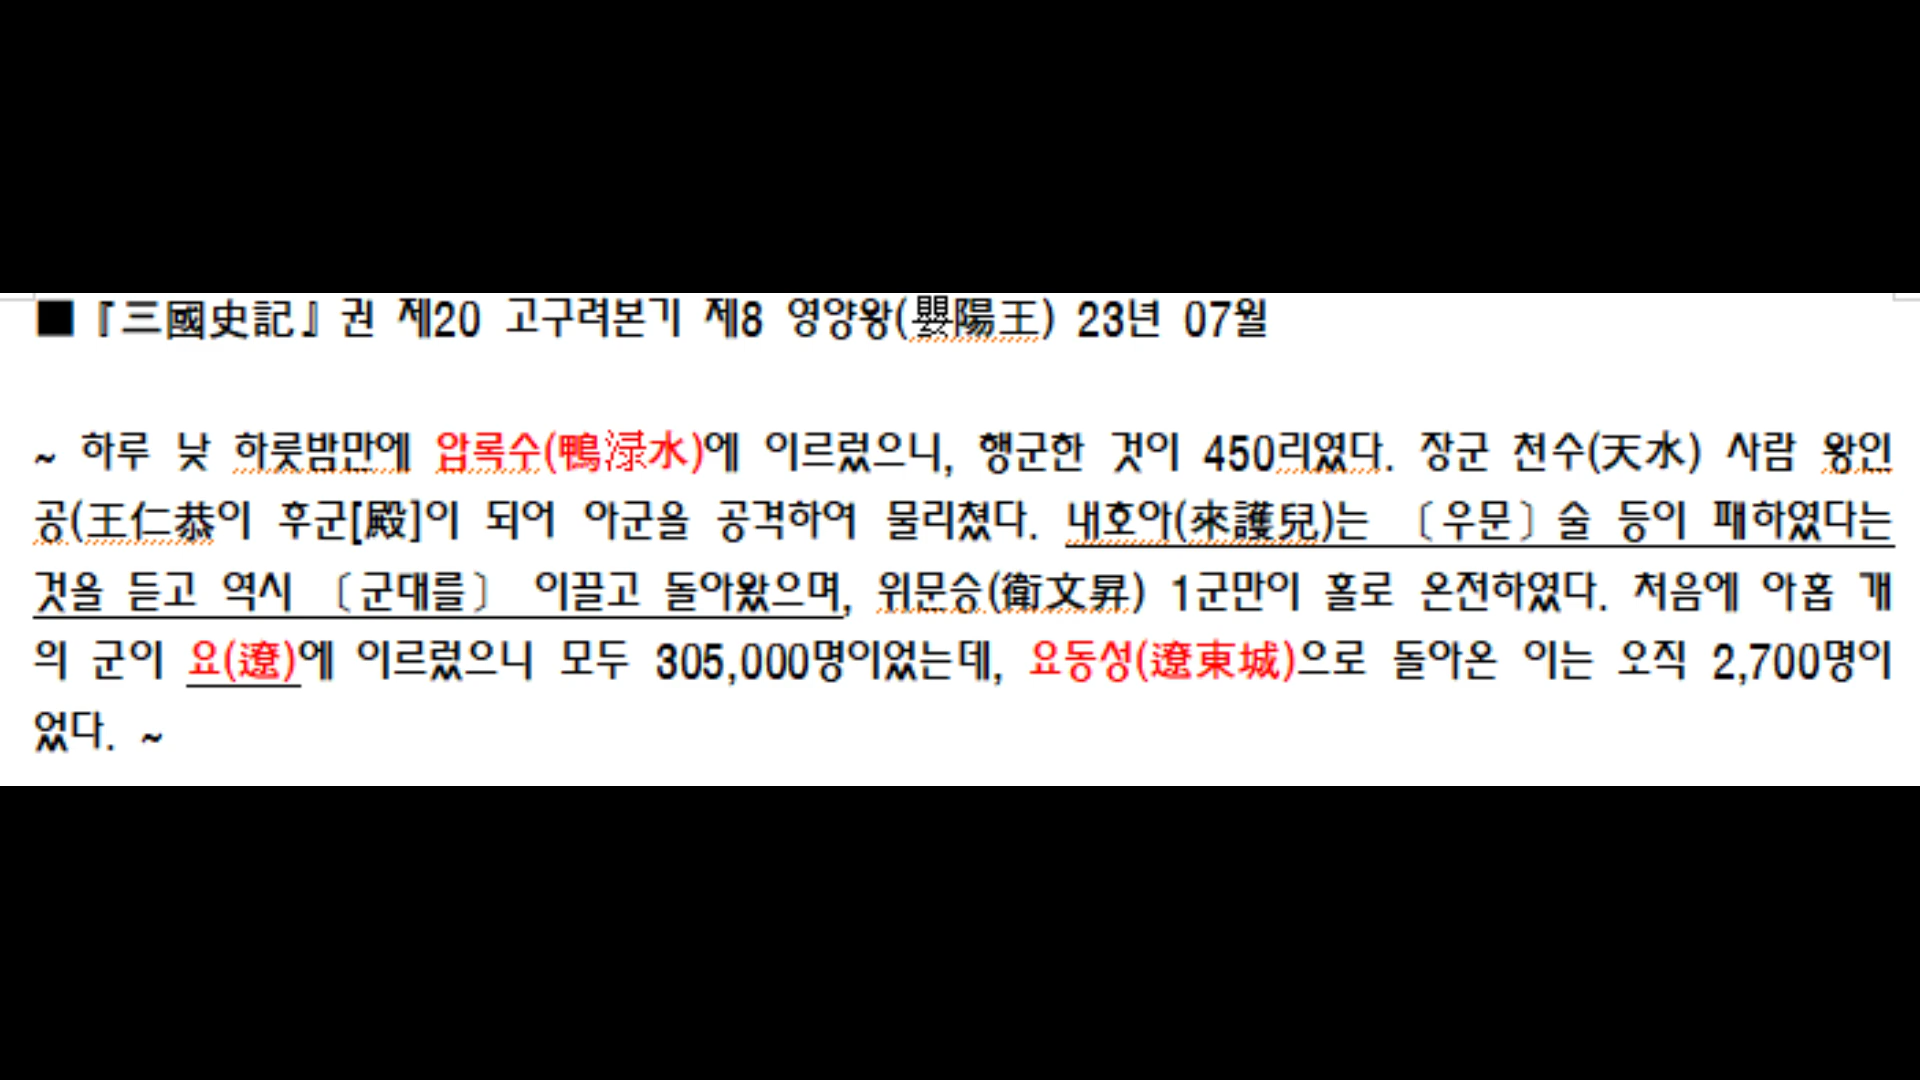 ■『三國史記』권 제20 고구려본기 제8 영양왕(嬰陽王) 23년 07월
~ 하루 낮 하룻밤만에 압록수(鴨淥水)에 이르렀으니, 행군한 것이 450리였다. 장군 천수(天水) 사람 왕인
공(王仁恭이 후군[殿]이 되어 아군을 공격하여 물리쳤다. 내호아(來護兒)는 〔우문〕술 등이 패하였다는
것을 듣고 역시 〔군대를〕 이끌고 돌아왔으며, 위문승(衛文昇) 1군만이 홀로 온전하였다. 처음에 아홉 개
의 군이 요(遼)에 이르렀으니 모두 305,000명이었는데, 요동성(遼東城)으로 돌아온 이는 오직 2,700명이
었다. ~